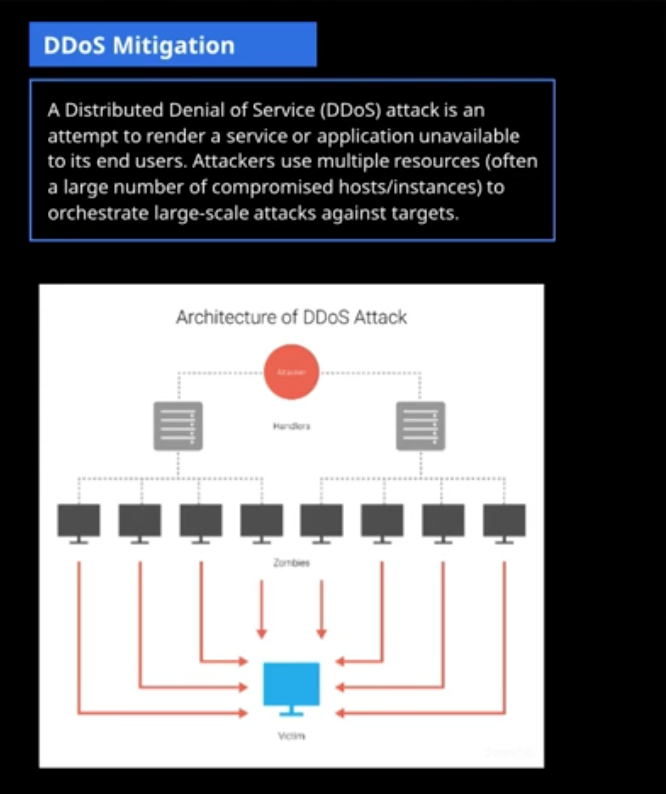 DDoS Mitigation
A Distributed Denial of Service (DDoS) attack is an
attempt to render a service or application unavailable
to its end users. Attackers use multiple resources (often
a large number of compromised hosts/instances) to
orchestrate large-scale attacks against targets.
Architecture of DDoS Attack
Attacker
Handlers
Zombies
Victim